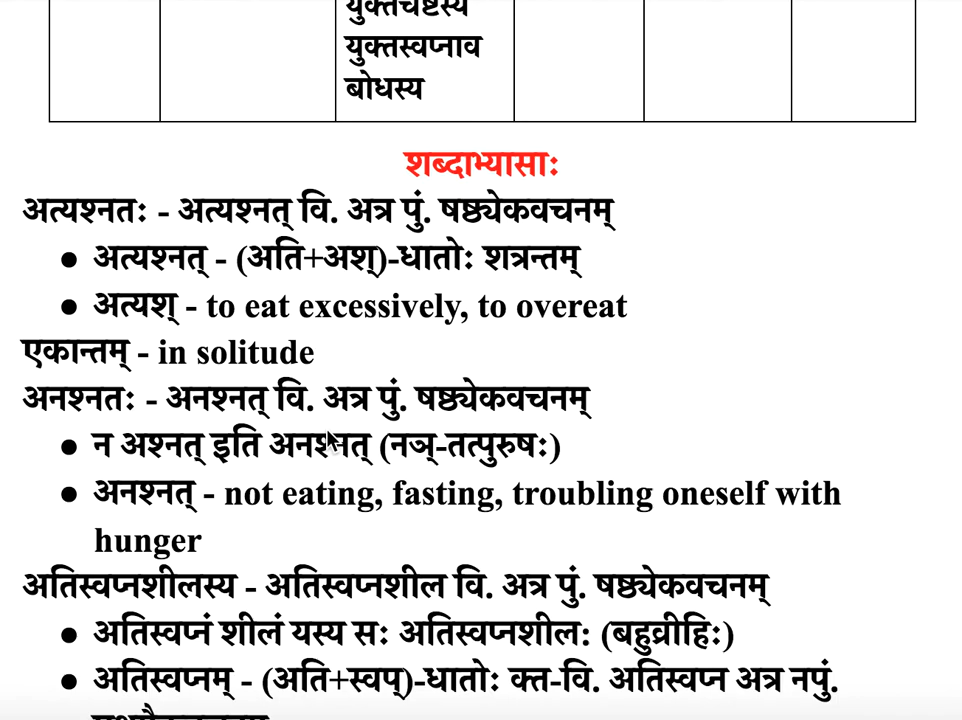 युक्तचेष्टस्य
युक्तस्वप्नाव
बोधस्य
शब्दाभ्यासाः
अत्यश्नतः - अत्यश्नत् वि. अत्र पुं. षष्ठ्येकवचनम्
● अत्यश्नत् - (अति+अश्)-धातोः शत्रन्तम्
● अत्यश् - to eat excessively, to overeat
एकान्तम् - in solitude
अनश्नतः - अनश्नत् वि. अत्र पुं. षष्ठ्येकवचनम्
● न अश्नत् इति अनश्नत् (नञ्-तत्पुरुषः)
● अनश्नत् - not eating, fasting, troubling oneself with
hunger
अतिस्वप्नशीलस्य - अतिस्वप्नशील वि. अत्र पुं. षष्ठ्येकवचनम्
● अतिस्वप्नं शीलं यस्य सः अतिस्वप्नशील: (बहुव्रीहिः)
● अतिस्वप्नम् - (अति+स्वप्)-धातोः क्त-वि. अतिस्वप्न अत्र नपुं.